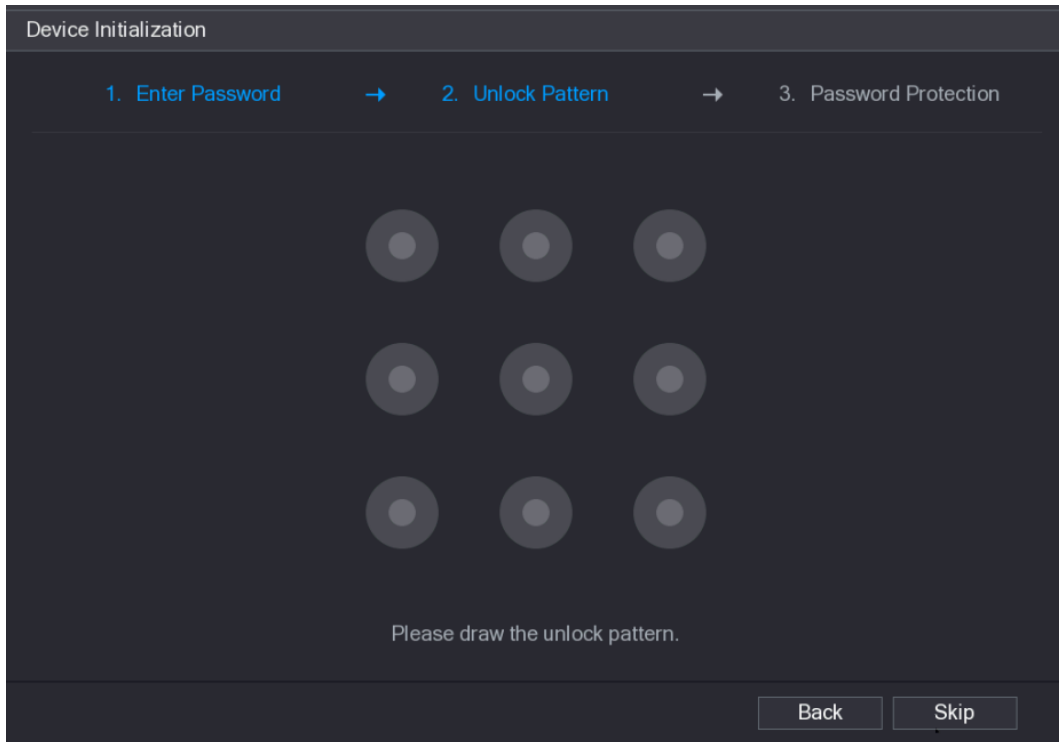 Device Initialization
1. Enter Password → 2. Unlock Pattern → 3. Password Protection
Please draw the unlock pattern.
Back Skip